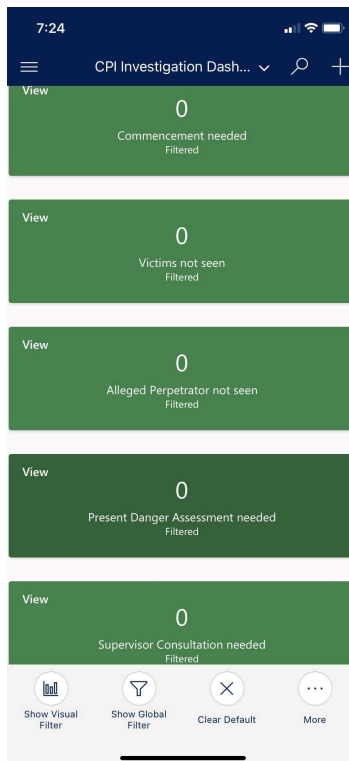 7:24
CPI Investigation Dash...
View
0
Commencement needed
Filtered
View
0
Victims not seen
Filtered
View
0
Alleged Perpetrator not seen
Filtered
View
0
Present Danger Assessment needed
Filtered
View
0
Supervisor Consultation needed
Filtered
Show Visual
Filter
Show Global
Filter
Clear Default
More